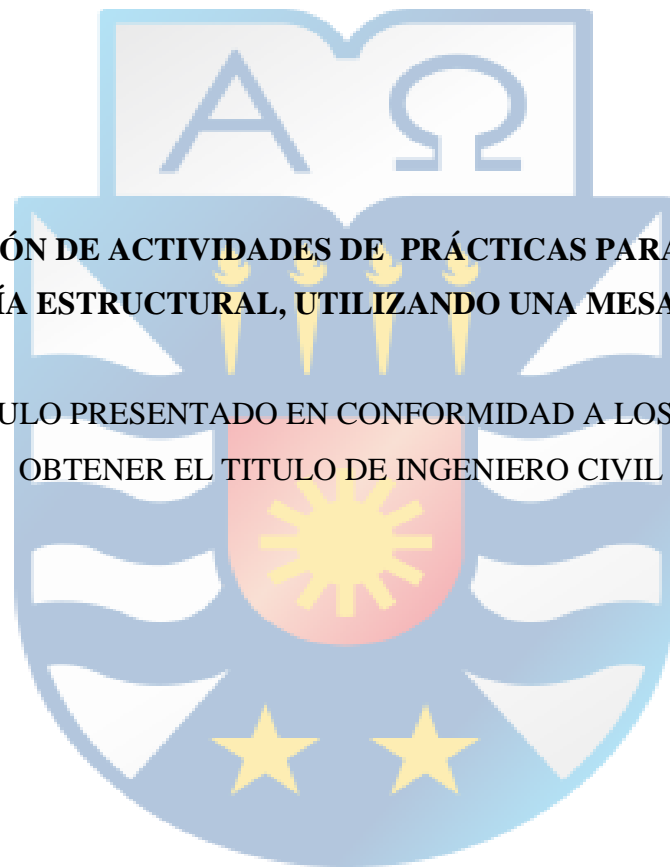 Α Ω
ÓN DE ACTIVIDADES DE PRÁCTICAS PARA
ÍA ESTRUCTURAL, UTILIZANDO UNA MESA
ULO PRESENTADO EN CONFORMIDAD A LOS
OBTENER EL TITULO DE INGENIERO CIVIL